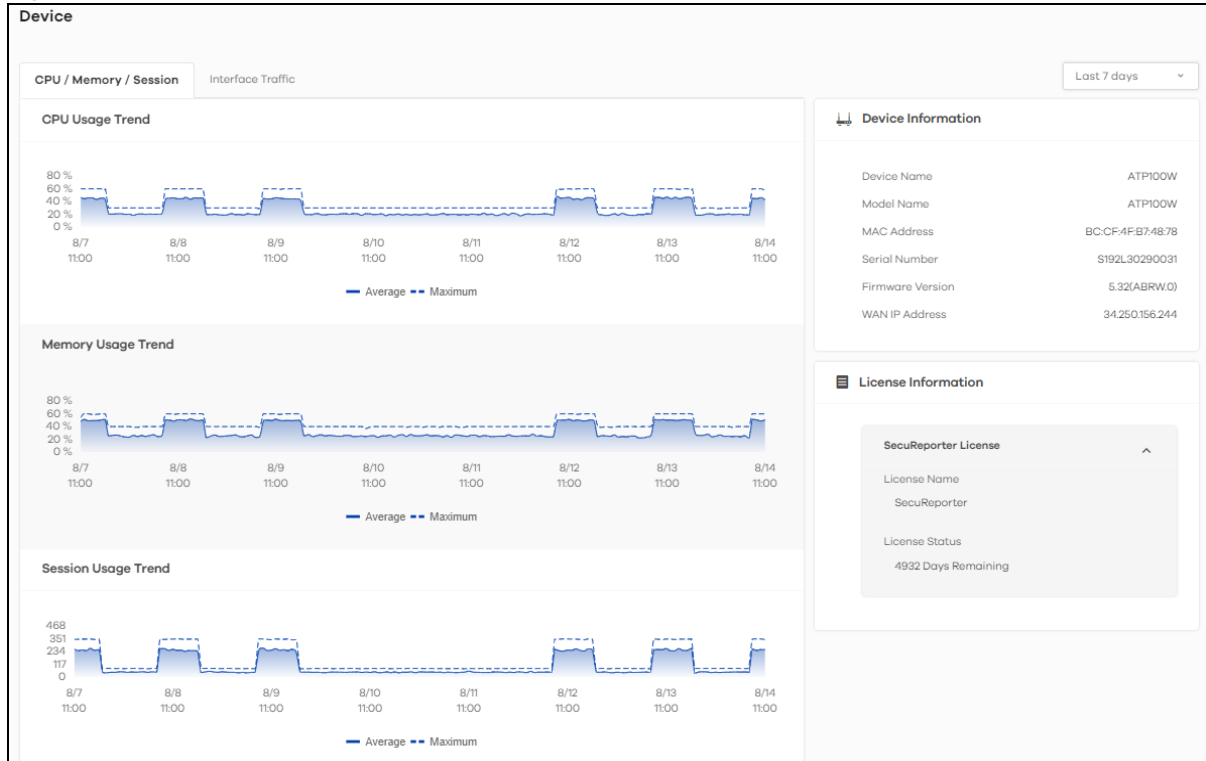 Device
CPU / Memory / Session
Interface Traffic
Last 7 days
CPU Usage Trend
80 %
60 %
40 %
20 %
0 %
8/7 8/8 8/9 8/10 8/11 8/12 8/13 8/14
11:00 11:00 11:00 11:00 11:00 11:00 11:00 11:00
Average Maximum
Memory Usage Trend
80 %
60 %
40 %
20 %
0 %
8/7 8/8 8/9 8/10 8/11 8/12 8/13 8/14
11:00 11:00 11:00 11:00 11:00 11:00 11:00 11:00
Average Maximum
Session Usage Trend
468
351
234
117
0
8/7 8/8 8/9 8/10 8/11 8/12 8/13 8/14
11:00 11:00 11:00 11:00 11:00 11:00 11:00 11:00
Average Maximum
Device Information
Device Name ATP100W
Model Name ATP100W
MAC Address BC:CF:4F:B7:48:78
Serial Number S192L30290031
Firmware Version 5.32(ABRW.0)
WAN IP Address 34.250.156.244
License Information
SecuReporter License
License Name
SecuReporter
License Status
4932 Days Remaining